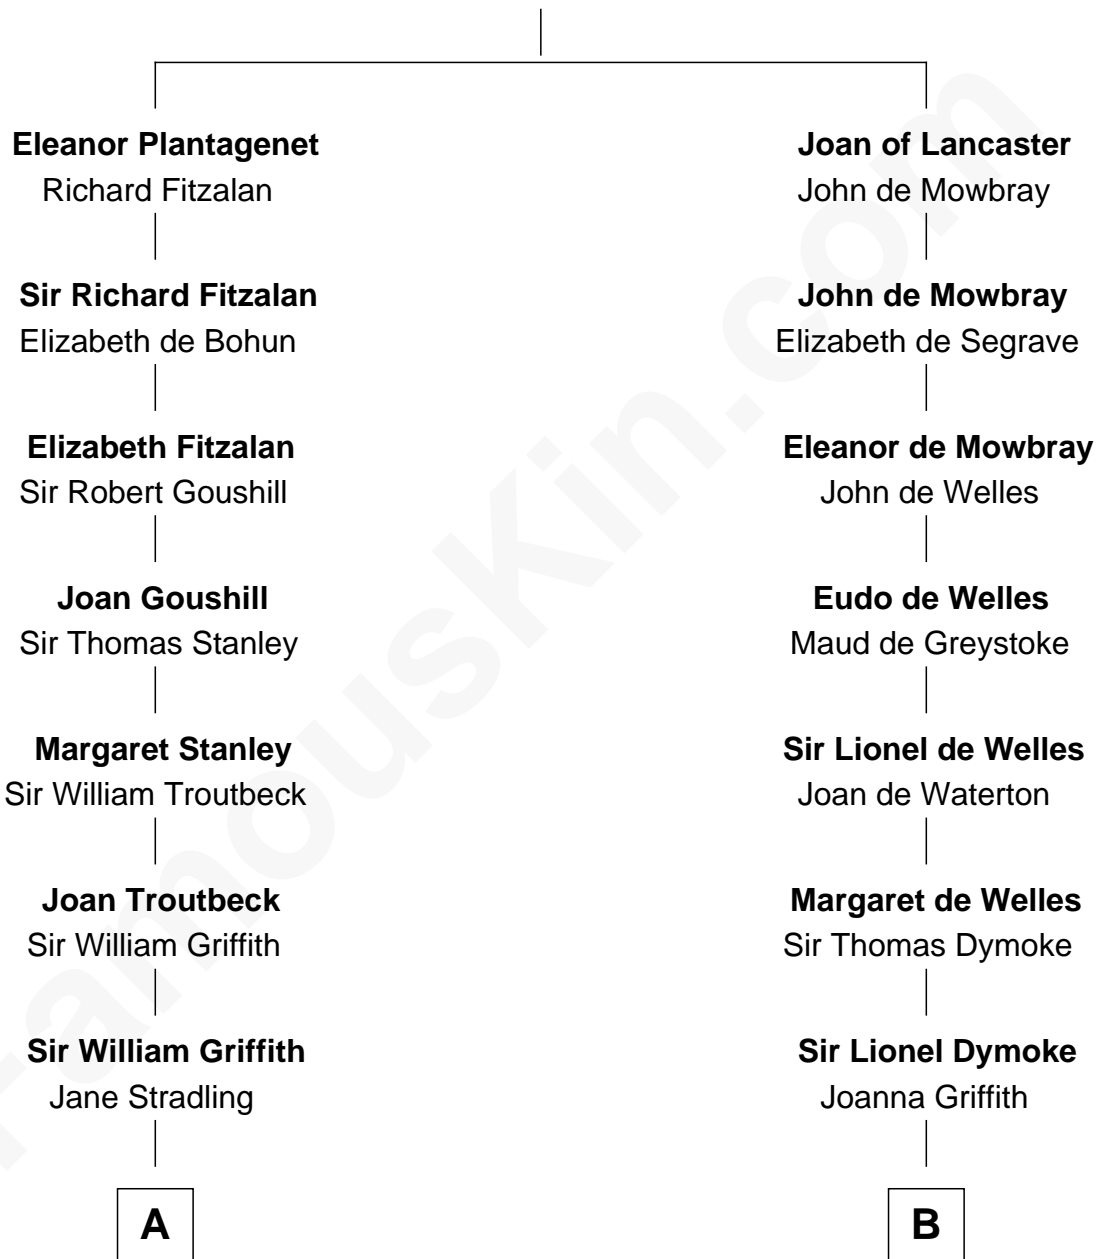 Eleanor Plantagenet
Richard Fitzalan
Sir Richard Fitzalan
Elizabeth de Bohun
Elizabeth Fitzalan
Sir Robert Goushill
Joan Goushill
Sir Thomas Stanley
Margaret Stanley
Sir William Troutbeck
Joan Troutbeck
Sir William Griffith
Sir William Griffith
Jane Stradling
A
Joan of Lancaster
John de Mowbray
John de Mowbray
Elizabeth de Segrave
Eleanor de Mowbray
John de Welles
Eudo de Welles
Maud de Greystoke
Sir Lionel de Welles
Joan de Waterton
Margaret de Welles
Sir Thomas Dymoke
Sir Lionel Dymoke
Joanna Griffith
B
FamousKin.com